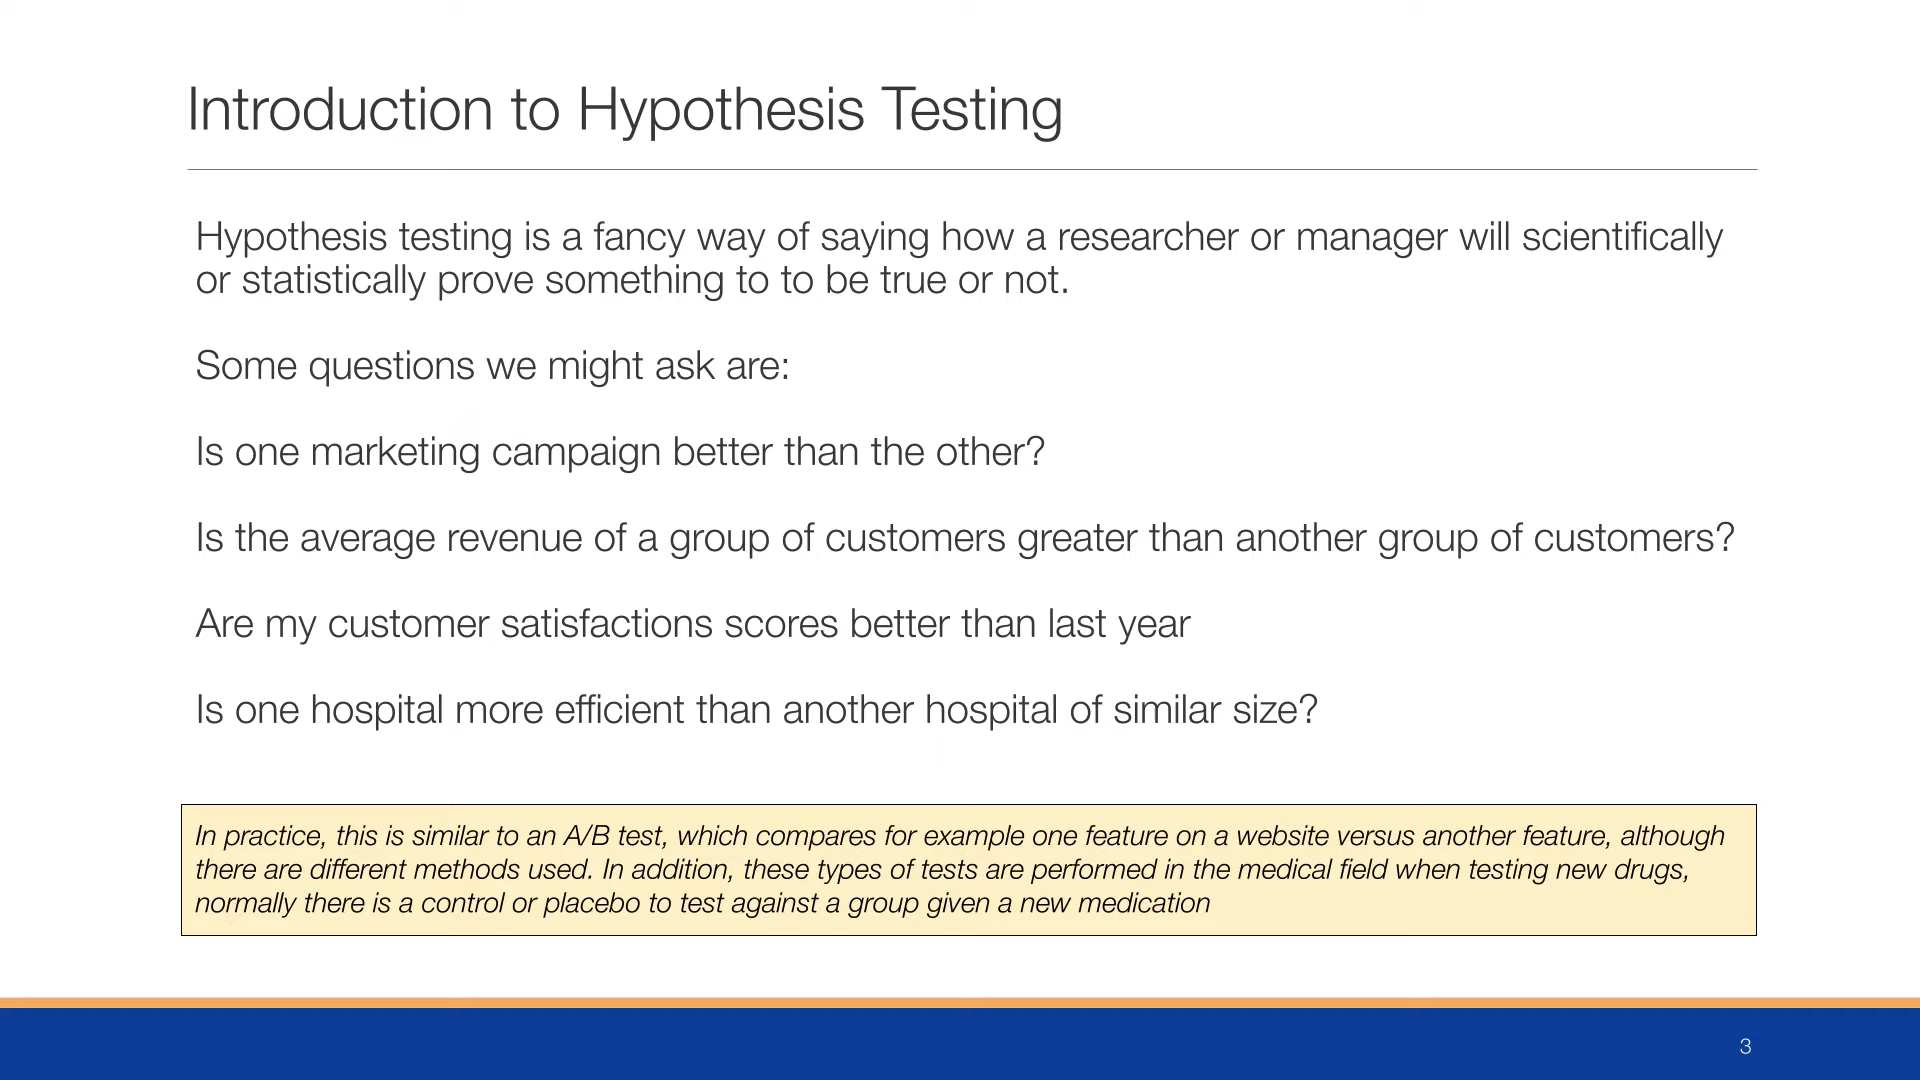 Introduction to Hypothesis Testing
Hypothesis testing is a fancy way of saying how a researcher or manager will scientifically
or statistically prove something to to be true or not.
Some questions we might ask are:
Is one marketing campaign better than the other?
Is the average revenue of a group of customers greater than another group of customers?
Are my customer satisfactions scores better than last year
Is one hospital more efficient than another hospital of similar size?
In practice, this is similar to an A/B test, which compares for example one feature on a website versus another feature, although
there are different methods used. In addition, these types of tests are performed in the medical field when testing new drugs,
normally there is a control or placebo to test against a group given a new medication
3